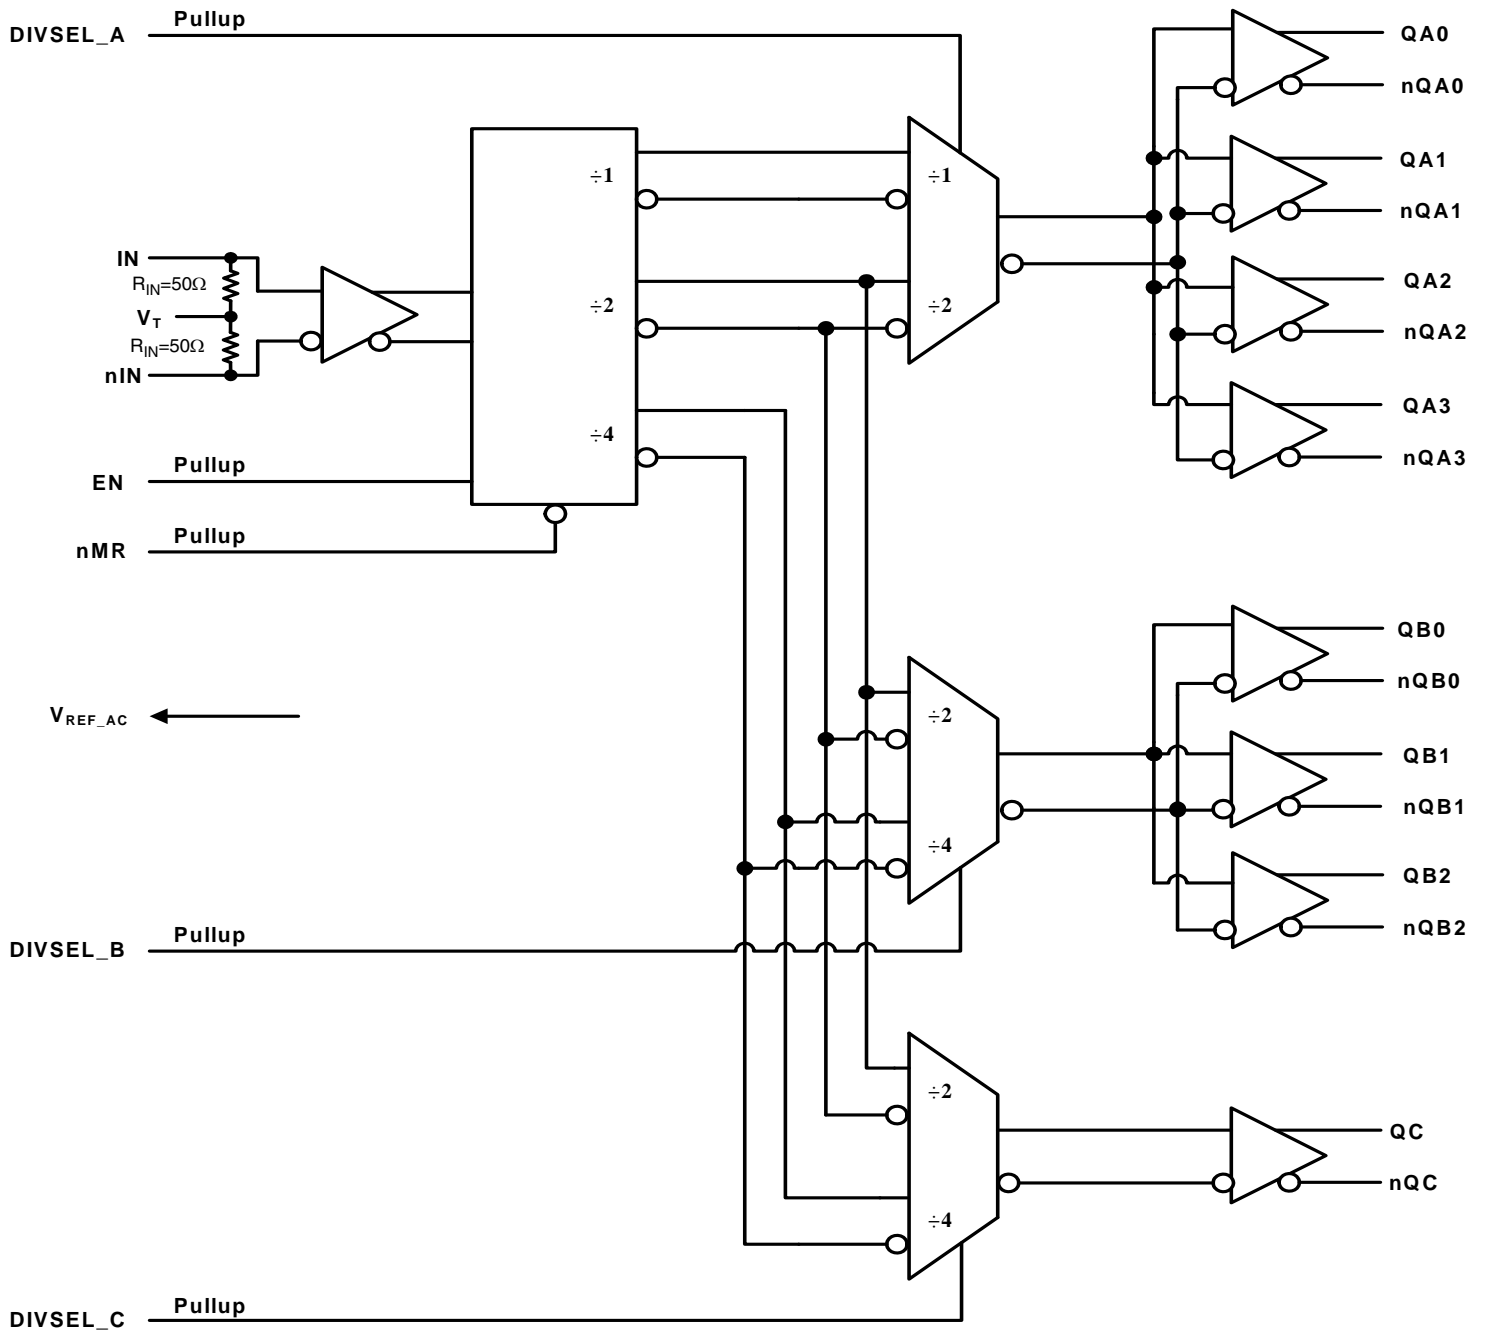 DIVSEL_A
Pullup
QA0
nQA0
÷1
÷1
QA1
nQA1
IN
RIN=50Ω
VT
RIN=50Ω
nIN
÷2
÷2
QA2
nQA2
÷4
QA3
nQA3
EN
Pullup
nMR
Pullup
QB0
nQB0
VREF_AC
÷2
QB1
nQB1
÷4
QB2
nQB2
DIVSEL_B
Pullup
÷2
QC
nQC
÷4
DIVSEL_C
Pullup